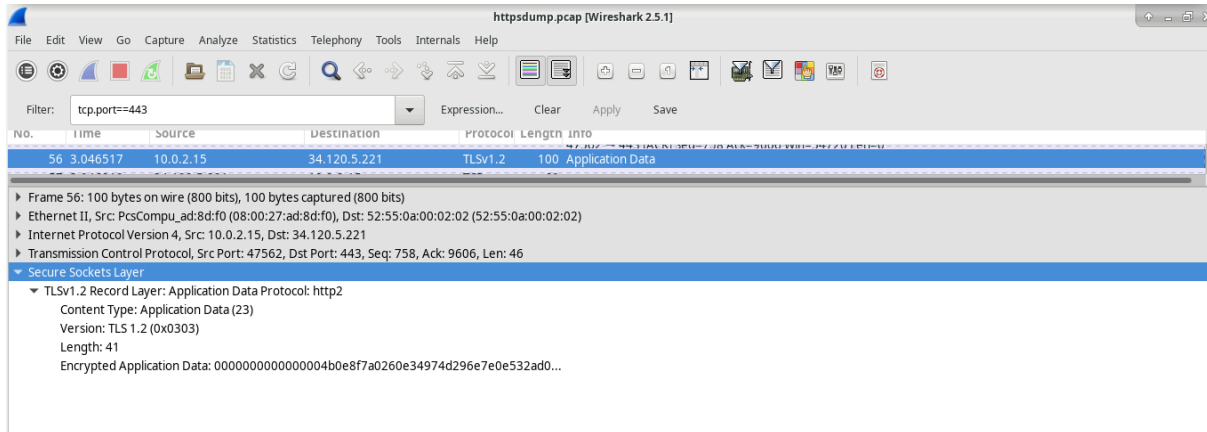 httpsdump.pcap [Wireshark 2.5.1]
File Edit View Go Capture Analyze Statistics Telephony Tools Internals Help
Filter: tcp.port==443 Expression... Clear Apply Save
No. Time Source Destination Protocol Length Info
56 3.046517 10.0.2.15 34.120.5.221 TLSv1.2 100 Application Data
Frame 56: 100 bytes on wire (800 bits), 100 bytes captured (800 bits)
Ethernet II, Src: PcsCompu_ad:8d:f0 (08:00:27:ad:8d:f0), Dst: 52:55:0a:00:02:02 (52:55:0a:00:02:02)
Internet Protocol Version 4, Src: 10.0.2.15, Dst: 34.120.5.221
Transmission Control Protocol, Src Port: 47562, Dst Port: 443, Seq: 758, Ack: 9606, Len: 46
Secure Sockets Layer
TLSv1.2 Record Layer: Application Data Protocol: http2
Content Type: Application Data (23)
Version: TLS 1.2 (0x0303)
Length: 41
Encrypted Application Data: 0000000000000004b0e8f7a0260e34974d296e7e0e532ad0...